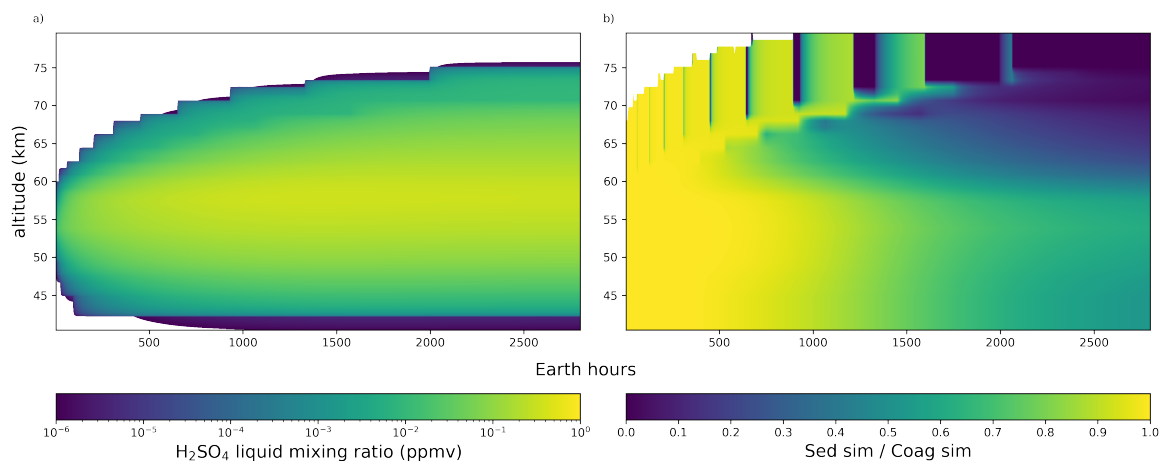 a)
b)
75
70
65
60
55
50
45
altitude (km)
500 1000 1500 2000 2500
75
70
65
60
55
50
45
500 1000 1500 2000 2500
Earth hours
10⁻⁶ 10⁻⁵ 10⁻⁴ 10⁻³ 10⁻² 10⁻¹ 10⁰
H₂SO₄ liquid mixing ratio (ppmv)
0.0 0.1 0.2 0.3 0.4 0.5 0.6 0.7 0.8 0.9 1.0
Sed sim / Coag sim